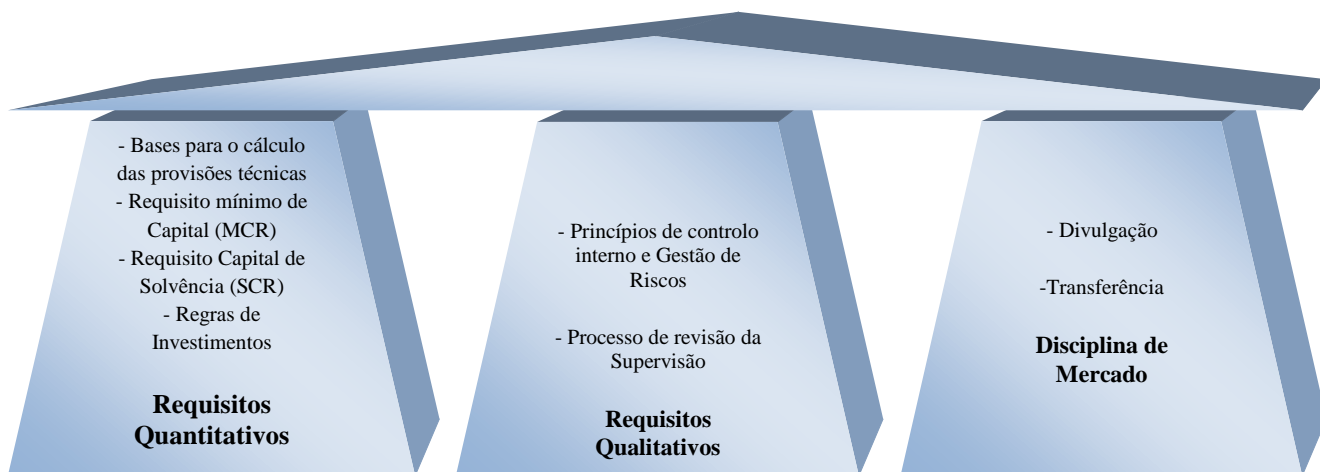 - Bases para o cálculo
das provisões técnicas
- Requisito mínimo de
Capital (MCR)
- Requisito Capital de
Solvência (SCR)
- Regras de
Investimentos
Requisitos
Quantitativos
- Princípios de controlo
interno e Gestão de
Riscos
- Processo de revisão da
Supervisão
Requisitos
Qualitativos
- Divulgação
-Transferência
Disciplina de
Mercado